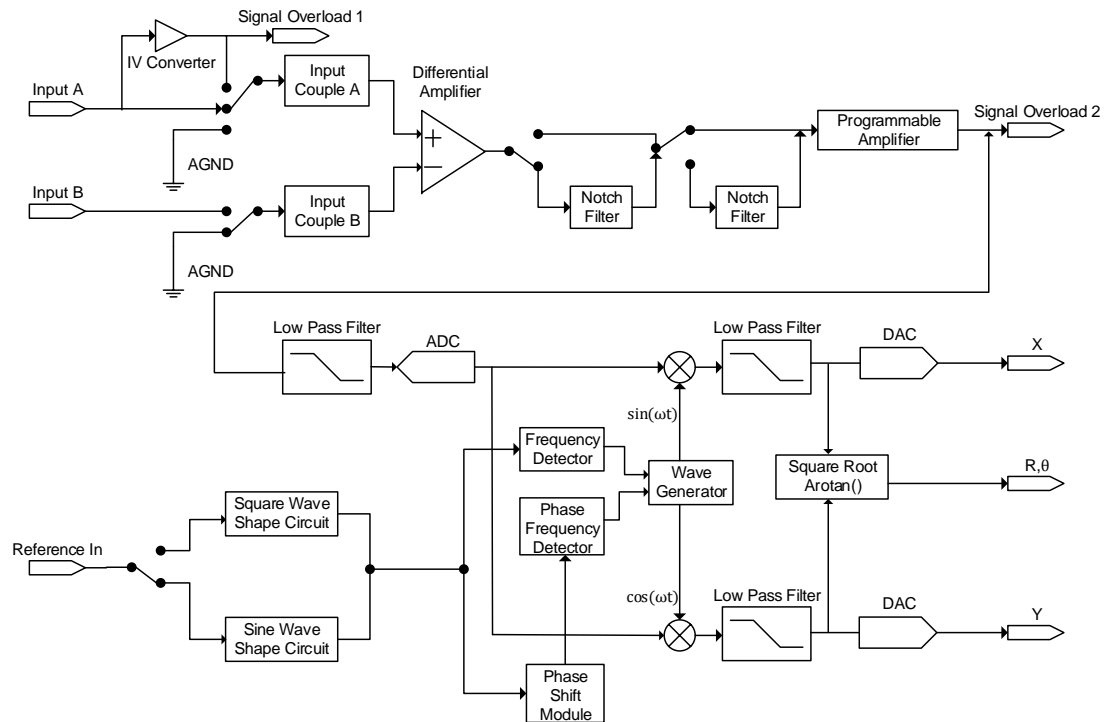 Signal Overload 1
IV Converter
Input A
Input
Couple A
Differential
Amplifier
AGND
Programmable
Amplifier
Signal Overload 2
Input B
Input
Couple B
Notch
Filter
Notch
Filter
AGND
Low Pass Filter
ADC
Low Pass Filter
DAC
X
sin(ωt)
Frequency
Detector
Wave
Generator
Square Root
Arotan()
R,θ
Square Wave
Shape Circuit
Phase
Frequency
Detector
Reference In
cos(ωt)
Low Pass Filter
DAC
Y
Sine Wave
Shape Circuit
Phase
Shift
Module